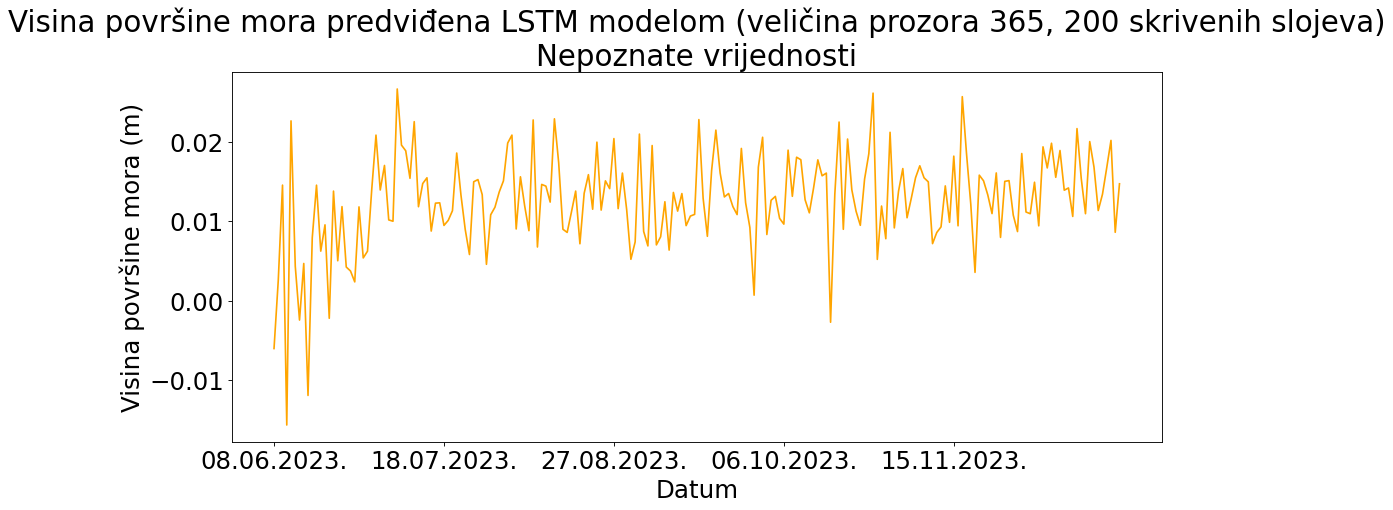 Visina površine mora predviđena LSTM modelom (veličina prozora 365, 200 skrivenih slojeva)
Nepoznate vrijednosti
Visina površine mora (m)
0.02
0.01
0.00
−0.01
08.06.2023. 18.07.2023. 27.08.2023. 06.10.2023. 15.11.2023.
Datum